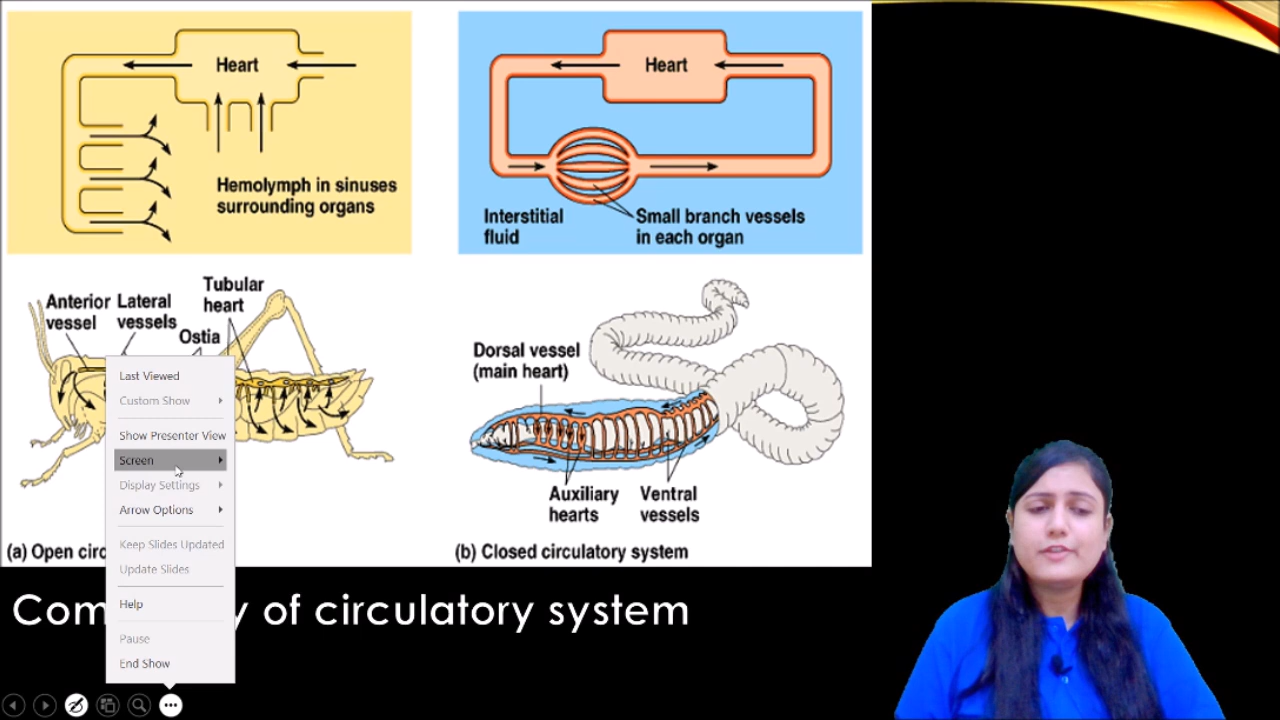 Heart
Hemolymph in sinuses
surrounding organs
Heart
Interstitial
fluid
Small branch vessels
in each organ
Anterior
vessel
Lateral
vessels
Tubular
heart
Ostia
Dorsal vessel
(main heart)
Auxiliary
hearts
Ventral
vessels
(a) Open circ
(b) Closed circulatory system
Last Viewed
Custom Show
Show Presenter View
Screen
Display Settings
Arrow Options
Keep Slides Updated
Update Slides
Help
Pause
End Show
Com y of circulatory system